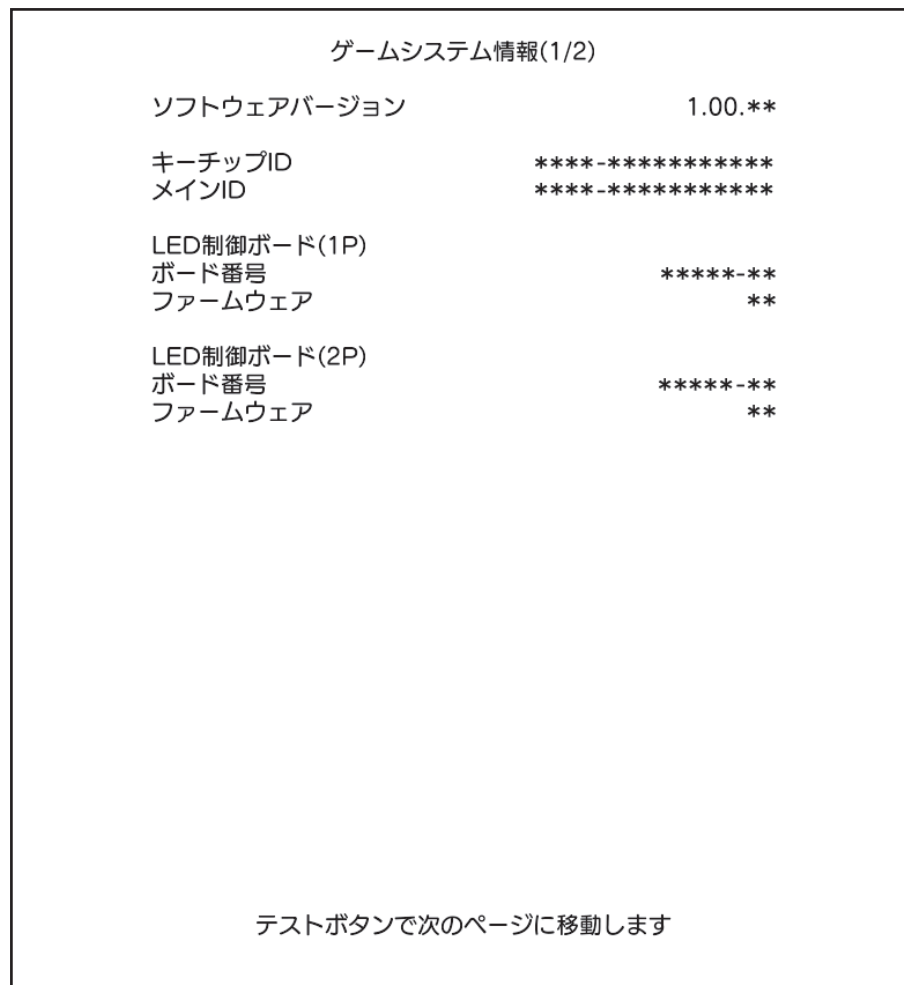 ゲームシステム情報(1/2)
ソフトウェアバージョン 1.00.**
キーチップID ****-***********
メインID ****-***********
LED制御ボード(1P)
ボード番号 *****-**
ファームウェア **
LED制御ボード(2P)
ボード番号 *****-**
ファームウェア **
テストボタンで次のページに移動します